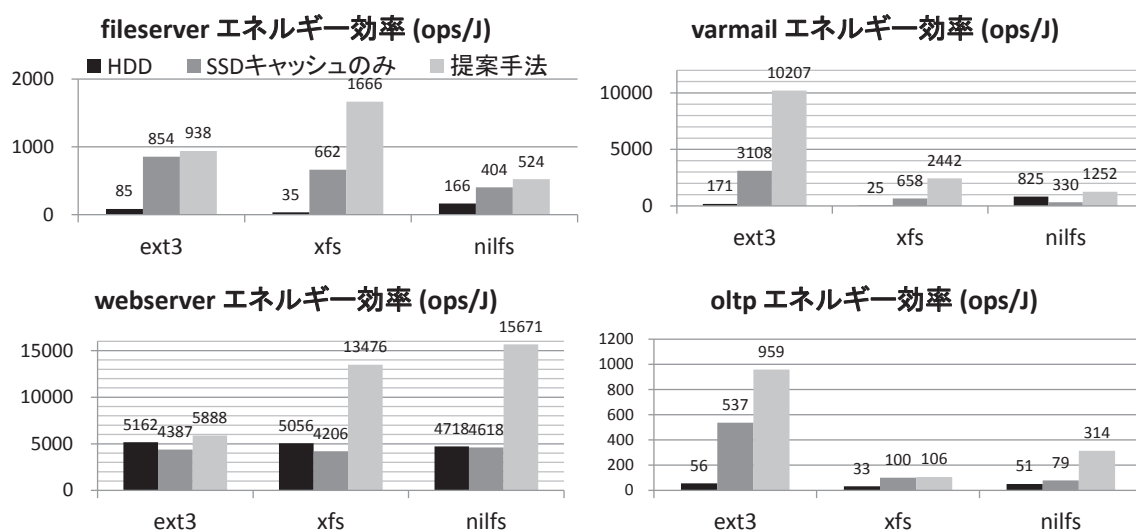 fileserver エネルギー効率 (ops/J)
HDD SSDキャッシュのみ 提案手法
2000
1000
0
85 854 938
35 662 1666
166 404 524
ext3 xfs nilfs
varmail エネルギー効率 (ops/J)
10000
5000
0
171 3108 10207
25 658 2442
825 330 1252
ext3 xfs nilfs
webserver エネルギー効率 (ops/J)
15000
10000
5000
0
5162 4387 5888
5056 4206 13476
4718 4618 15671
ext3 xfs nilfs
oltp エネルギー効率 (ops/J)
1200
1000
800
600
400
200
0
56 537 959
33 100 106
51 79 314
ext3 xfs nilfs